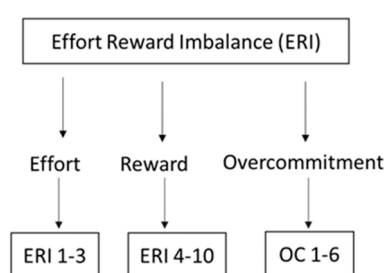 Effort Reward Imbalance (ERI)
Effort Reward Overcommitment
ERI 1-3 ERI 4-10 OC 1-6